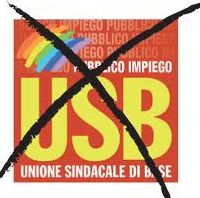 IMPIEGO PUBBLICO
PUBBLICO IMPIEGO
USB
UNIONE SINDACALE DI BASE